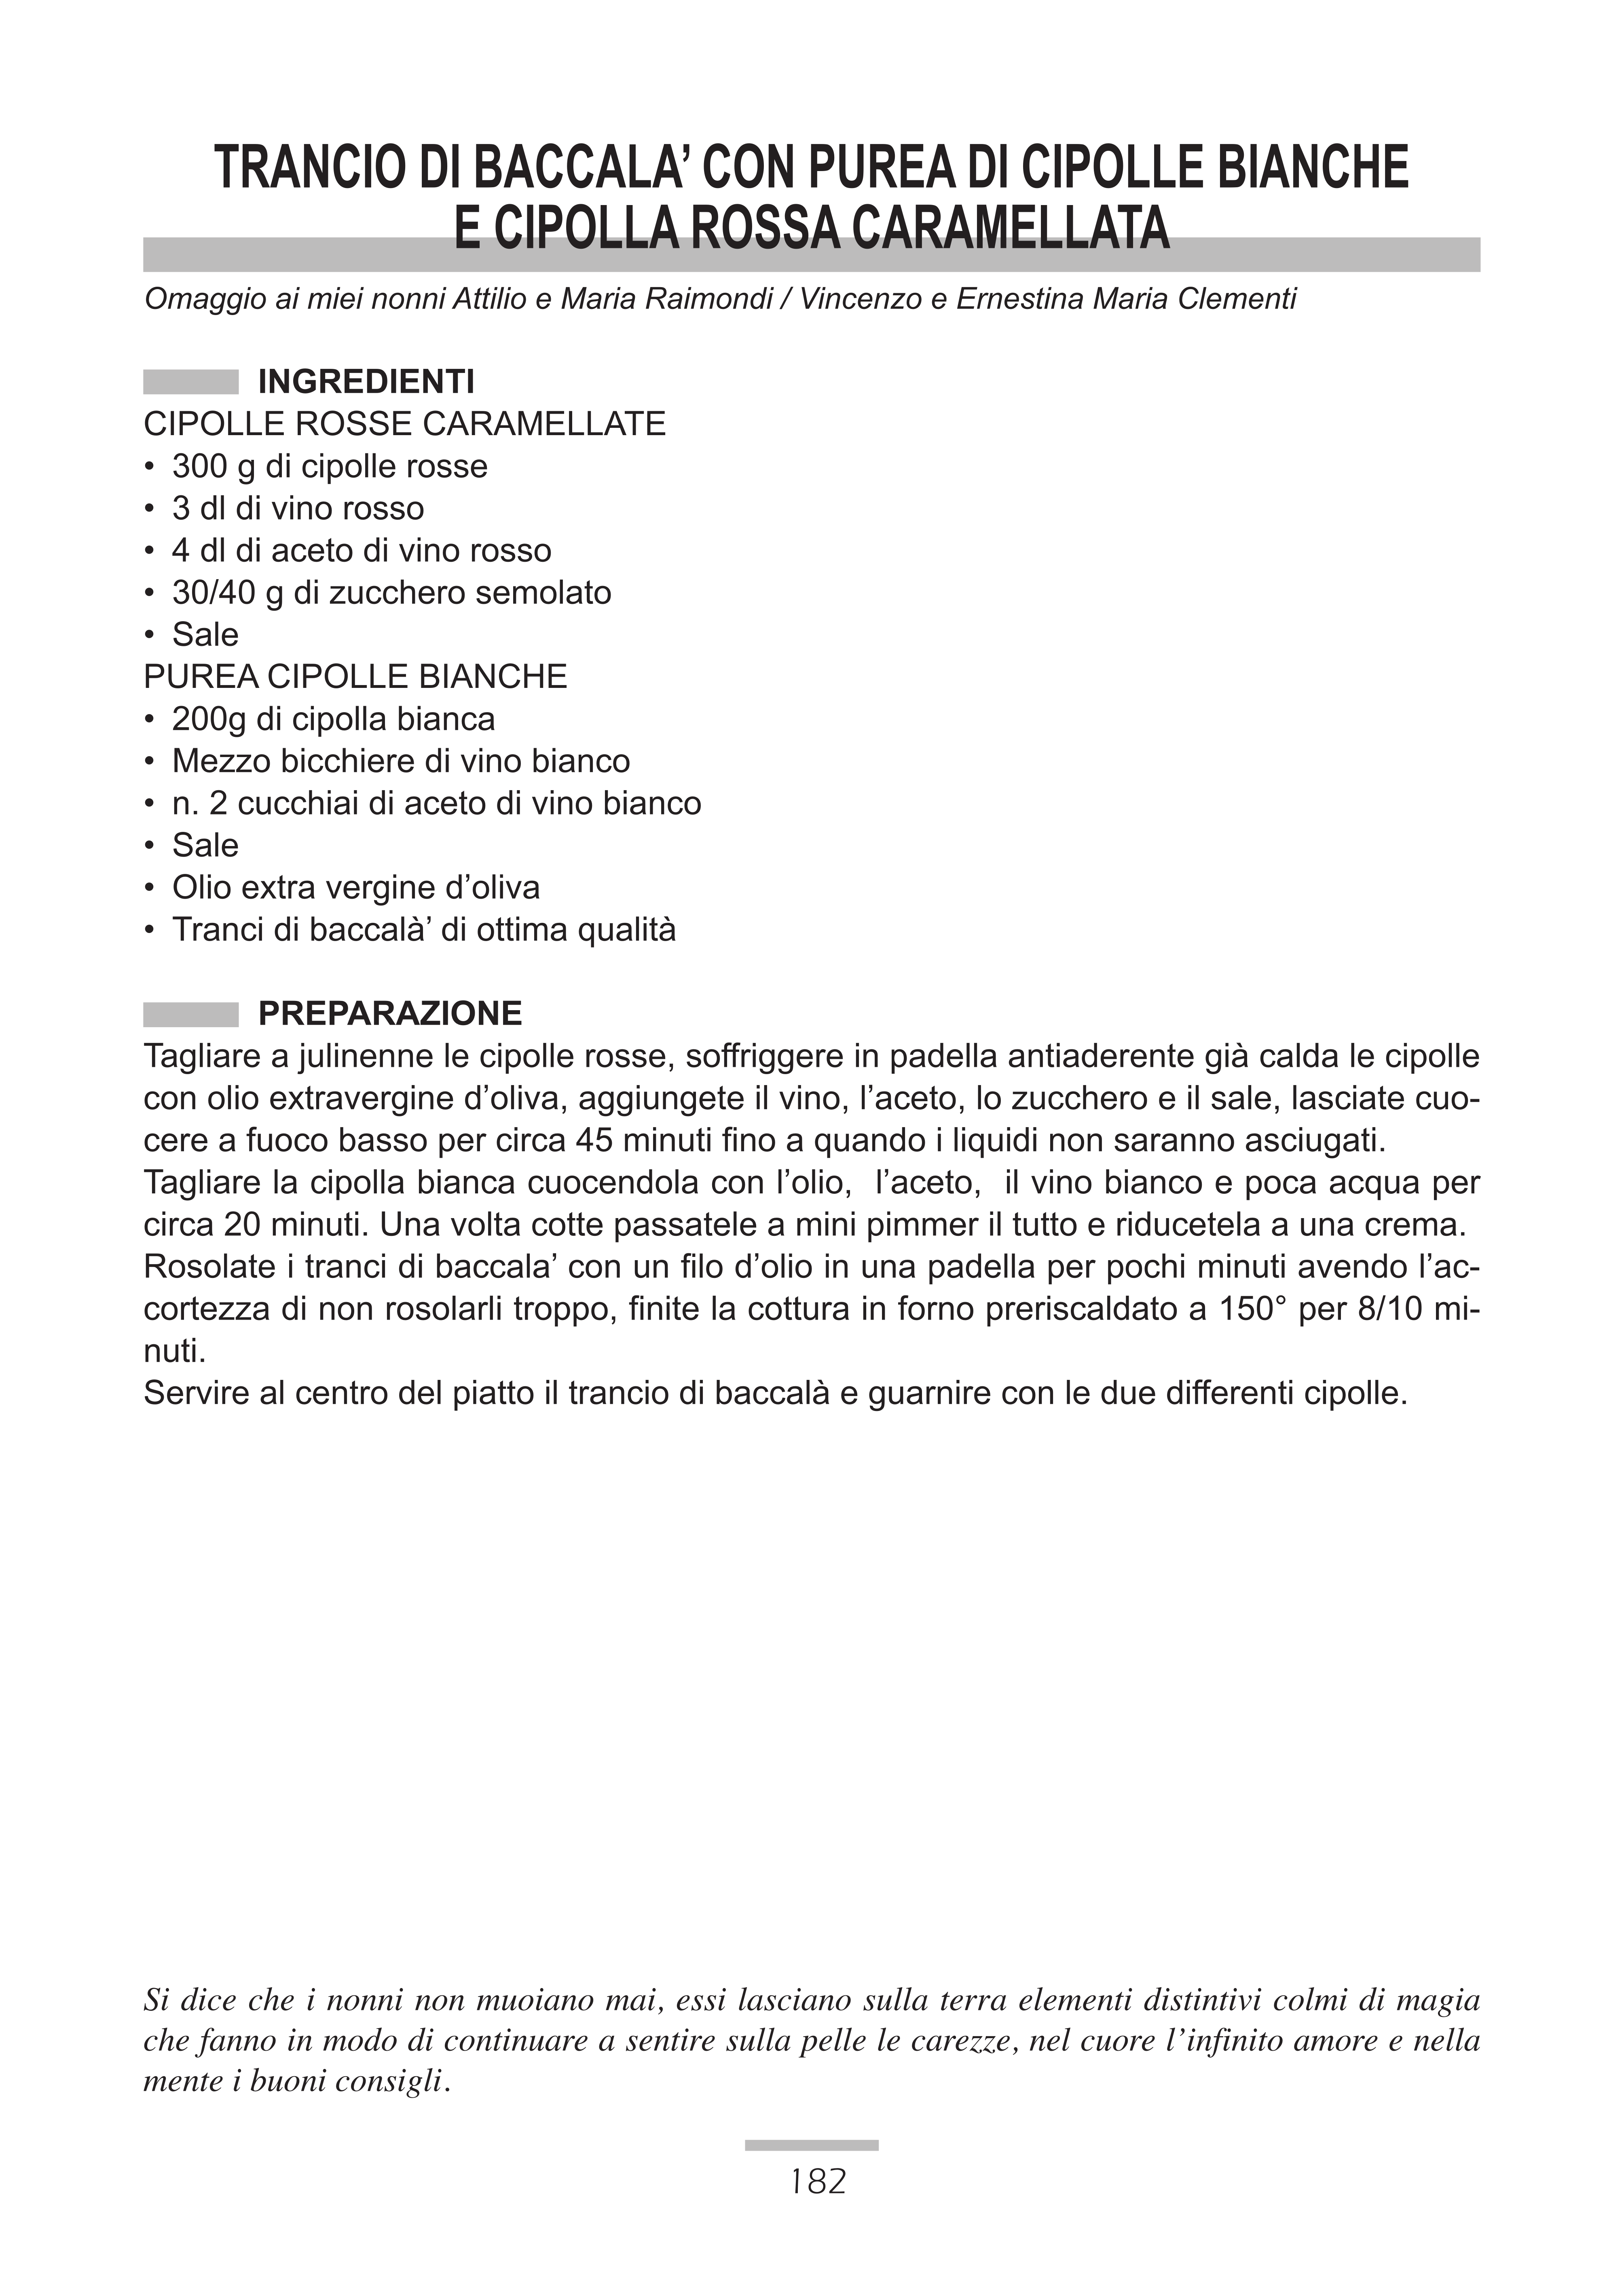 TRANCIO DI BACCALA’ CON PUREA DI CIPOLLE BIANCHE
E CIPOLLA ROSSA CARAMELLATA
Omaggio ai miei nonni Attilio e Maria Raimondi / Vincenzo e Ernestina Maria Clementi
INGREDIENTI
CIPOLLE ROSSE CARAMELLATE
• 300 g di cipolle rosse
• 3 dl di vino rosso
• 4 dl di aceto di vino rosso
• 30/40 g di zucchero semolato
• Sale
PUREA CIPOLLE BIANCHE
• 200g di cipolla bianca
• Mezzo bicchiere di vino bianco
• n. 2 cucchiai di aceto di vino bianco
• Sale
• Olio extra vergine d’oliva
• Tranci di baccalà’ di ottima qualità
PREPARAZIONE
Tagliare a julinenne le cipolle rosse, soffriggere in padella antiaderente già calda le cipolle
con olio extravergine d’oliva, aggiungete il vino, l’aceto, lo zucchero e il sale, lasciate cuo-
cere a fuoco basso per circa 45 minuti fino a quando i liquidi non saranno asciugati.
Tagliare la cipolla bianca cuocendola con l’olio,  l’aceto,  il vino bianco e poca acqua per
circa 20 minuti. Una volta cotte passatele a mini pimmer il tutto e riducetela a una crema.
Rosolate i tranci di baccala’ con un filo d’olio in una padella per pochi minuti avendo l’ac-
cortezza di non rosolarli troppo, finite la cottura in forno preriscaldato a 150° per 8/10 mi-
nuti.
Servire al centro del piatto il trancio di baccalà e guarnire con le due differenti cipolle.
Si dice che i nonni non muoiano mai, essi lasciano sulla terra elementi distintivi colmi di magia
che fanno in modo di continuare a sentire sulla pelle le carezze, nel cuore l’infinito amore e nella
mente i buoni consigli.
182